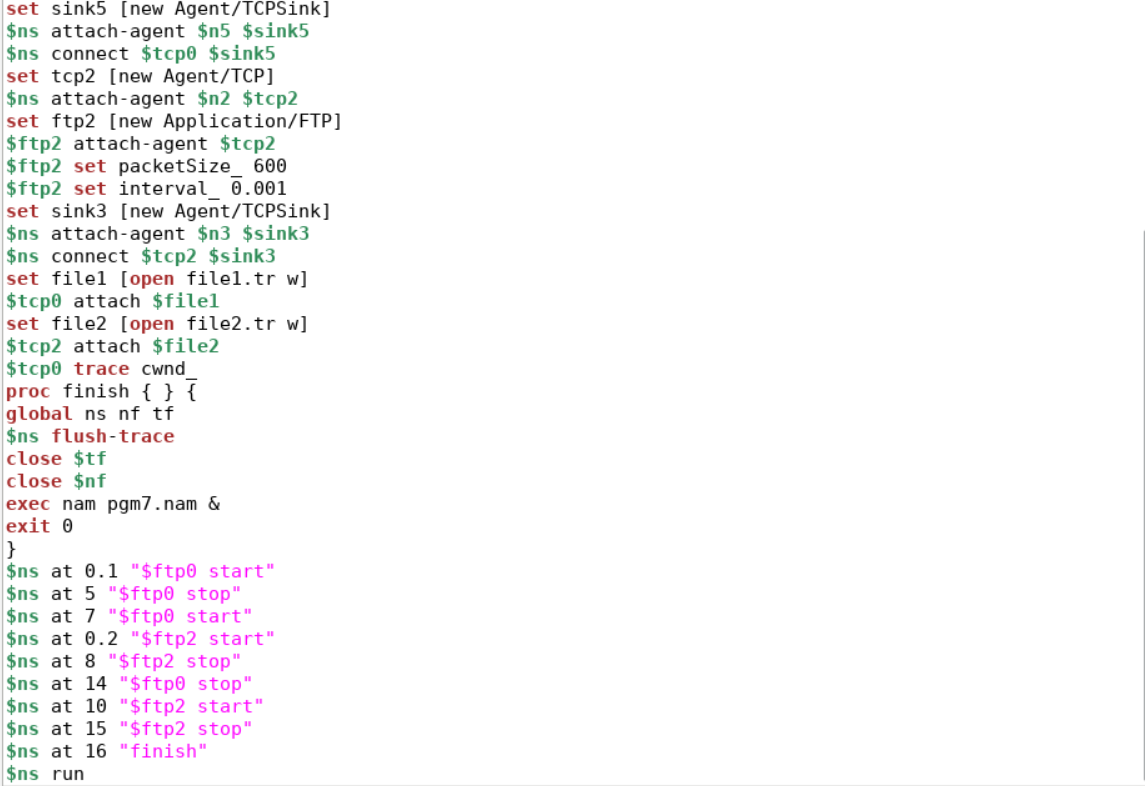 set sink5 [new Agent/TCPSink]
$ns attach-agent $n5 $sink5
$ns connect $tcp0 $sink5
set tcp2 [new Agent/TCP]
$ns attach-agent $n2 $tcp2
set ftp2 [new Application/FTP]
$ftp2 attach-agent $tcp2
$ftp2 set packetSize_ 600
$ftp2 set interval_ 0.001
set sink3 [new Agent/TCPSink]
$ns attach-agent $n3 $sink3
$ns connect $tcp2 $sink3
set file1 [open file1.tr w]
$tcp0 attach $file1
set file2 [open file2.tr w]
$tcp2 attach $file2
$tcp0 trace cwnd_
proc finish { } {
global ns nf tf
$ns flush-trace
close $tf
close $nf
exec nam pgm7.nam &
exit 0
}
$ns at 0.1 "$ftp0 start"
$ns at 5 "$ftp0 stop"
$ns at 7 "$ftp0 start"
$ns at 0.2 "$ftp2 start"
$ns at 8 "$ftp2 stop"
$ns at 14 "$ftp0 stop"
$ns at 10 "$ftp2 start"
$ns at 15 "$ftp2 stop"
$ns at 16 "finish"
$ns run